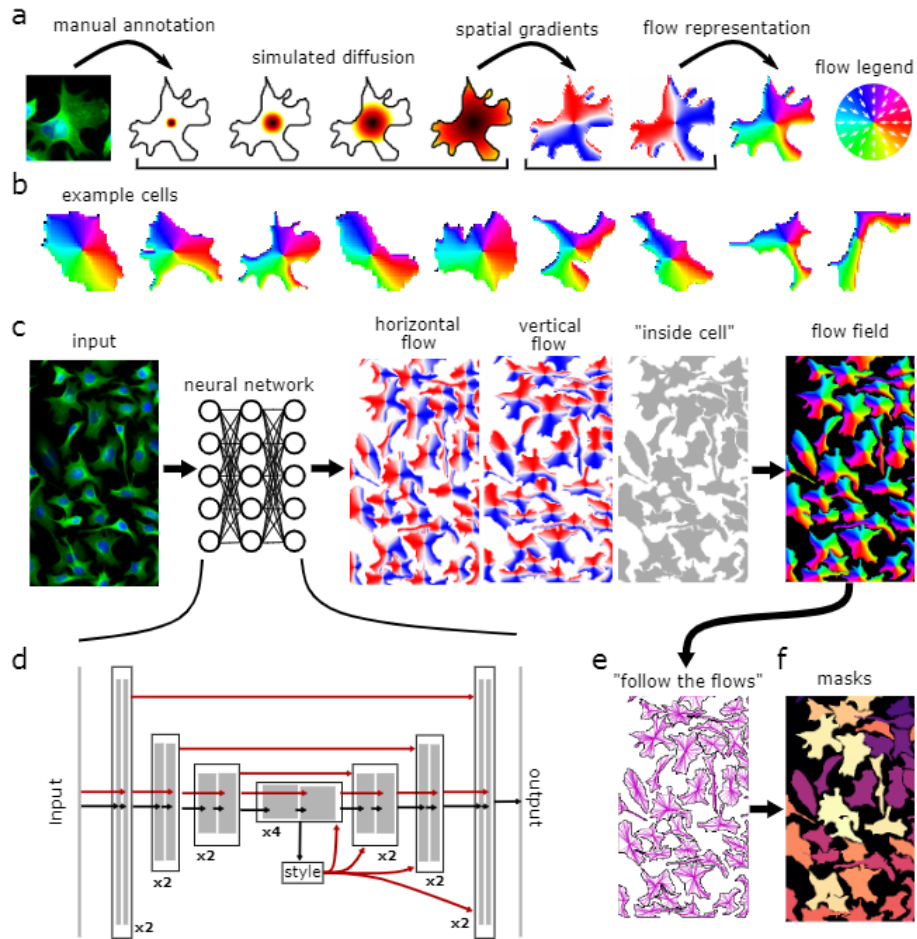 a
manual annotation
simulated diffusion
spatial gradients
flow representation
flow legend
b
example cells
c
input
neural network
horizontal
flow
vertical
flow
"inside cell"
flow field
d
Input
x2
x2
x2
x4
style
x2
x2
x2
output
e
"follow the flows"
f
masks